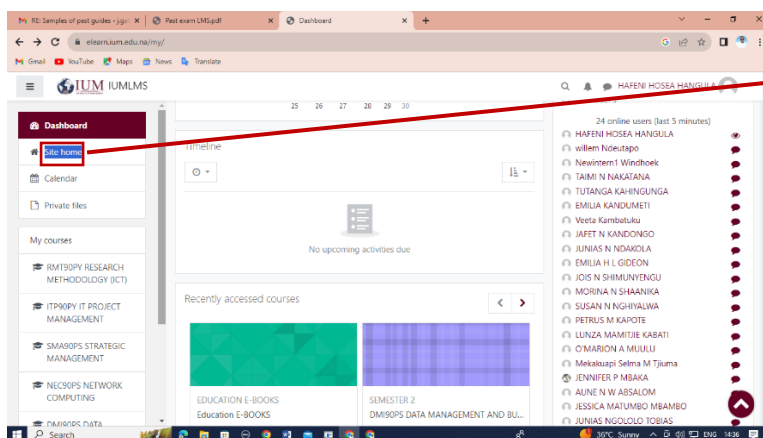 RE: Samples of past guides - j.go
Past exam LMS.pdf
Dashboard
elearn.ium.edu.na/my/
Gmail
YouTube
Maps
News
Translate
IUM IUMLMS
HAFENI HOSEA HANGULA
Dashboard
Site home
Calendar
Private files
My courses
RMT90PY RESEARCH
METHODOLOGY (ICT)
ITP90PY IT PROJECT
MANAGEMENT
SMA90PS STRATEGIC
MANAGEMENT
NEC90PS NETWORK
COMPUTING
DMI90PS DATA
25 26 27 28 29 30
Timeline
No upcoming activities due
Recently accessed courses
EDUCATION E-BOOKS
Education E-BOOKS
SEMESTER 2
DMI90PS DATA MANAGEMENT AND BU...
24 online users (last 5 minutes)
HAFENI HOSEA HANGULA
willem Ndeutapo
Newintern1 Windhoek
TAIMI N NAKATANA
TUTANGA KAHINGUNGA
EMILIA KANDUMETI
Veeta Kambatuku
JAFET N KANDONGO
JUNIAS N NDAKOLA
EMILIA H L GIDEON
JOIS N SHIMUNYENGU
MORINA N SHAANIKA
SUSAN N NGHIYALWA
PETRUS M KAPOTE
LUNZA MAMITJIE KABATI
O'MARION A MUULU
Mekakuapi Selma M Tjiuma
JENNIFER P MBAKA
AUNE N W ABSALOM
JESSICA MATUMBO MBAMBO
JUNIAS NGOLOLO TOBIAS
Search
36°C Sunny
ENG
1436